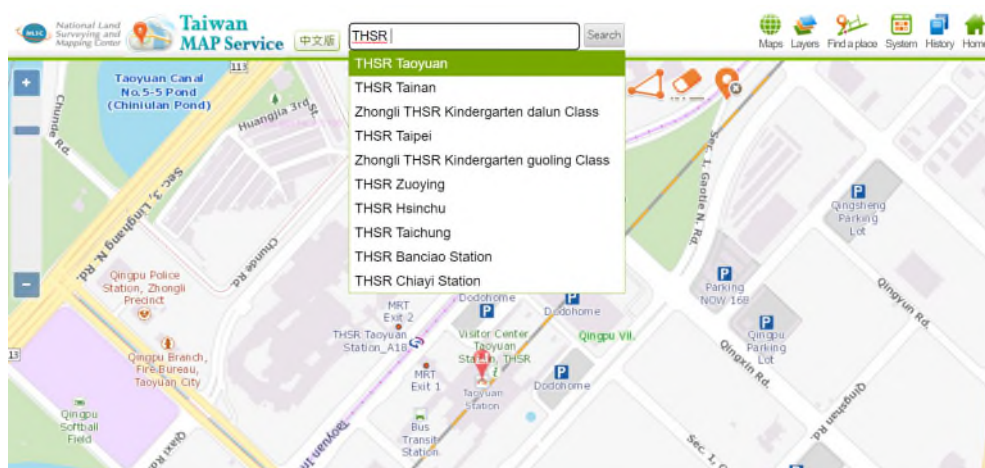 National Land
Surveying and
Mapping Center
Taiwan
MAP Service
中文版
THSR
Search
Maps
Layers
Find a place
System
History
Home
THSR Taoyuan
THSR Tainan
Zhongli THSR Kindergarten dalun Class
THSR Taipei
Zhongli THSR Kindergarten guoling Class
THSR Zuoying
THSR Hsinchu
THSR Taichung
THSR Banciao Station
THSR Chiayi Station
113
Taoyuan Canal
No.5-5 Pond
(Chiniulan Pond)
Huangjia 3rd St.
Chunde Rd.
Sec. 3, Linghang N. Rd.
Chunde Rd.
Sec. 1, Gaotie N. Rd.
Qingsheng
Parking
Lot
Qingpu Police
Station, Zhongli
Precinct
Parking
NOW 168
Qingyun Rd.
MRT
Exit 2
Dodohome
Dodohome
THSR Taoyuan
Station_A18
Visitor Center
Taoyuan
Station, THSR
Qingpu Vil.
Qingpu
Parking
Lot
13
Qingpu Branch,
Fire Bureau,
Taoyuan City
MRT
Exit 1
Taoyuan
Station
Dodohome
Qingxin Rd.
Qingshan Rd.
Qingpu
Softball
Field
Bus
Transit
Station
Qiaxi Rd.
Sec. 1,